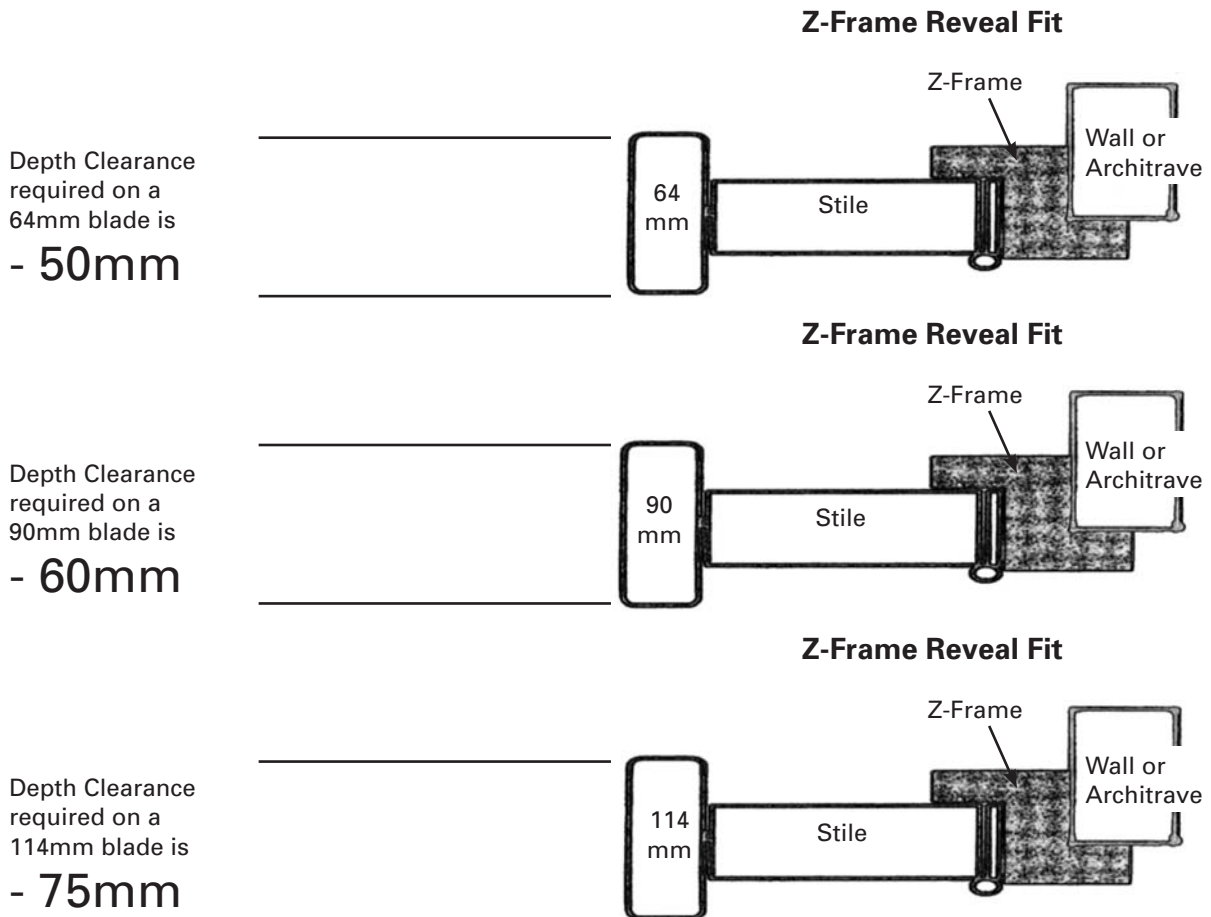 Z-Frame Reveal Fit
Z-Frame
Wall or
Architrave
Depth Clearance
required on a
64mm blade is
- 50mm
64
mm
Stile
Z-Frame Reveal Fit
Z-Frame
Wall or
Architrave
Depth Clearance
required on a
90mm blade is
- 60mm
90
mm
Stile
Z-Frame Reveal Fit
Z-Frame
Wall or
Architrave
Depth Clearance
required on a
114mm blade is
- 75mm
114
mm
Stile